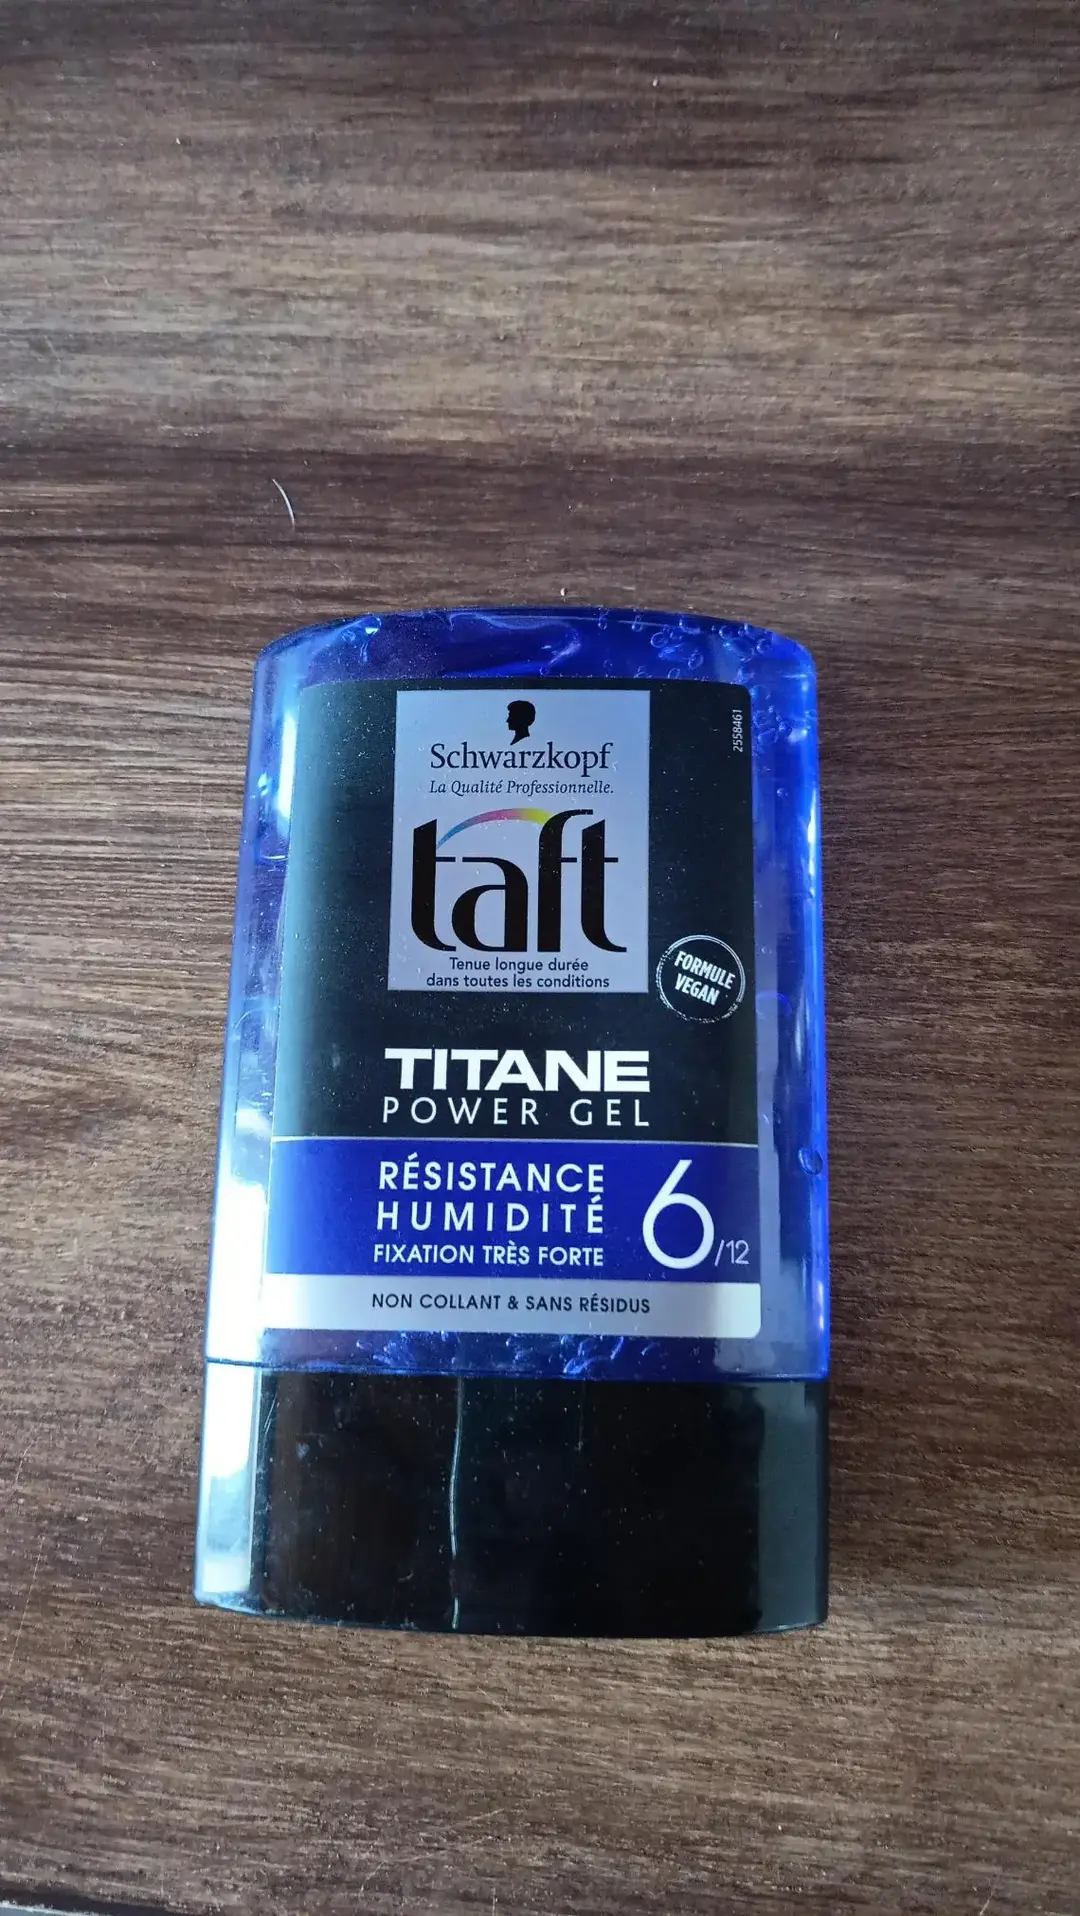 2558461
Schwarzkopf
La Qualité Professionnelle.
taft
Tenue longue durée
dans toutes les conditions
FORMULE
VEGAN
TITANE
POWER GEL
RÉSISTANCE
HUMIDITÉ
FIXATION TRÈS FORTE
6/12
NON COLLANT & SANS RÉSIDUS